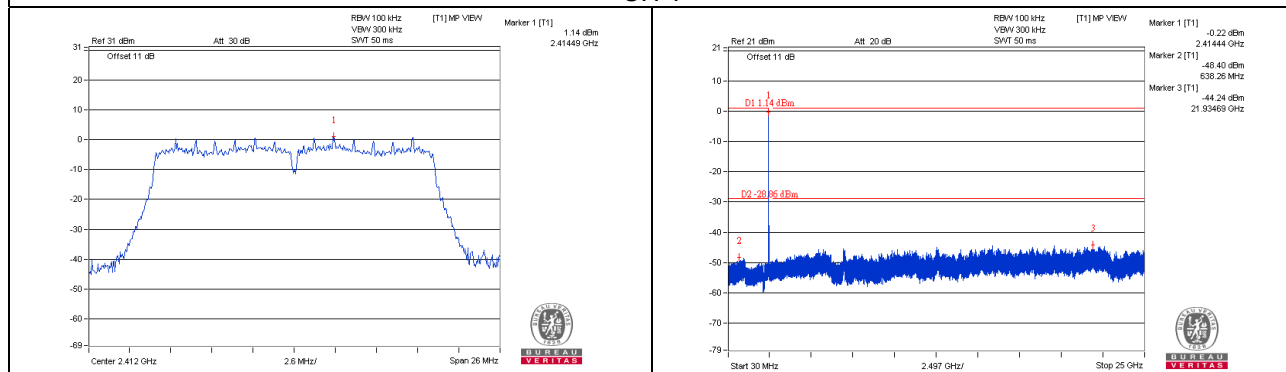 RBW 100 kHz
VBW 300 kHz
SWT 50 ms
[T1] MP VIEW
Marker 1 [T1]
1.14 dBm
2.41449 GHz
Ref 31 dBm
Att 30 dB
Offset 11 dB
31
20
10
0
-10
-20
-30
-40
-50
-60
-69
1
Center 2.412 GHz
2.6 MHz/
Span 26 MHz
BUREAU VERITAS
1828
BUREAU
VERITAS
RBW 100 kHz
VBW 300 kHz
SWT 50 ms
[T1] MP VIEW
Marker 1 [T1]
-0.22 dBm
2.41444 GHz
Marker 2 [T1]
-48.40 dBm
638.26 MHz
Marker 3 [T1]
-44.24 dBm
21.93469 GHz
Ref 21 dBm
Att 20 dB
Offset 11 dB
21
10
0
-10
-20
-30
-40
-50
-60
-70
-79
1
D1 1.14 dBm
D2 -28.86 dBm
2
3
Start 30 MHz
2.497 GHz/
Stop 25 GHz
BUREAU VERITAS
1828
BUREAU
VERITAS